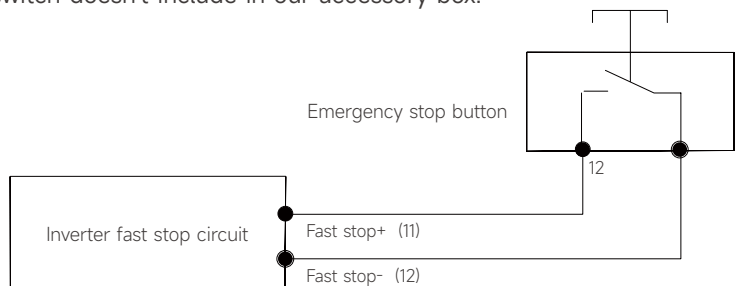 switch doesn't include in our accessory box.
Emergency stop button
12
Inverter fast stop circuit
Fast stop+ (11)
Fast stop- (12)